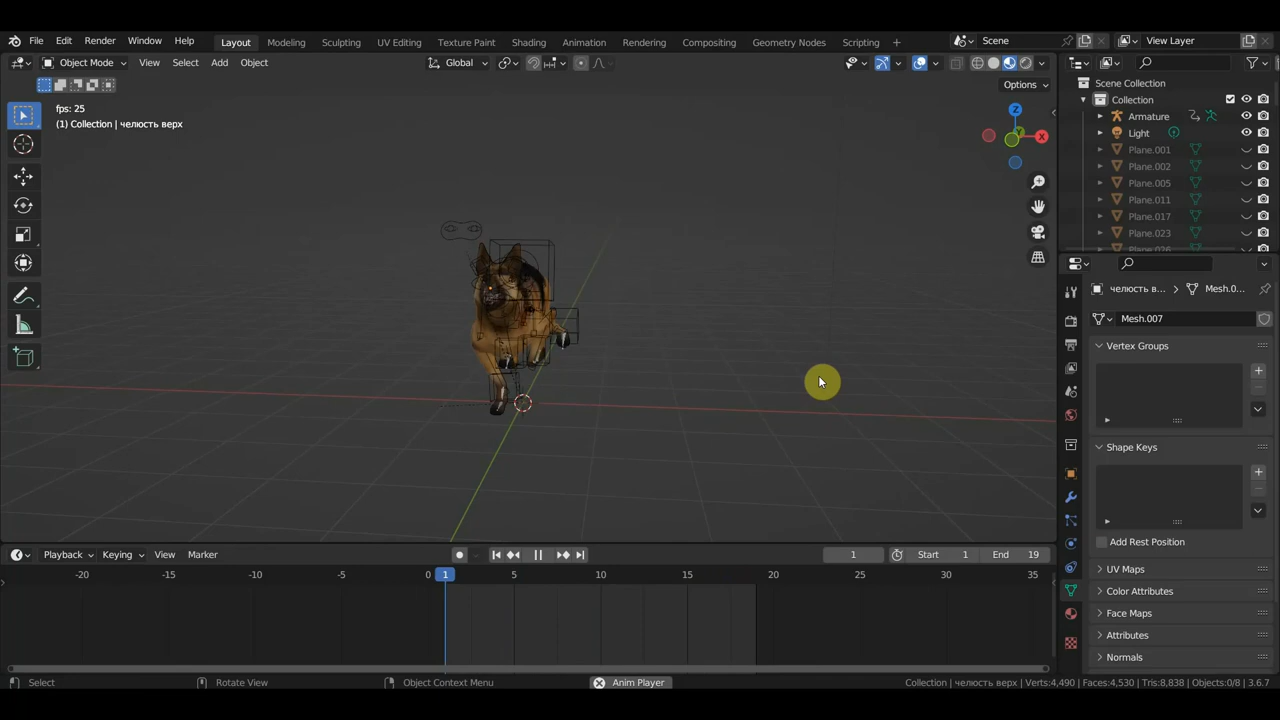 File Edit Render Window Help Layout Modeling Sculpting UV Editing Texture Paint Shading Animation Rendering Compositing Geometry Nodes Scripting + Scene View Layer
Object Mode View Select Add Object Global
Options
fps: 25
(1) Collection | челюсть верх
Z
Y
X
Scene Collection
Collection
Armature
Light
Plane.001
Plane.002
Plane.005
Plane.011
Plane.017
Plane.023
Plane.026
челюсть в... > Mesh.0...
Mesh.007
Vertex Groups
Shape Keys
Add Rest Position
UV Maps
Color Attributes
Face Maps
Attributes
Normals
Playback Keying View Marker 1 Start 1 End 19
-20 -15 -10 -5 0 1 5 10 15 20 25 30 35
Select Rotate View Object Context Menu Anim Player Collection | челюсть верх | Verts:4,490 | Faces:4,530 | Tris:8,838 | Objects:0/8 | 3.6.7